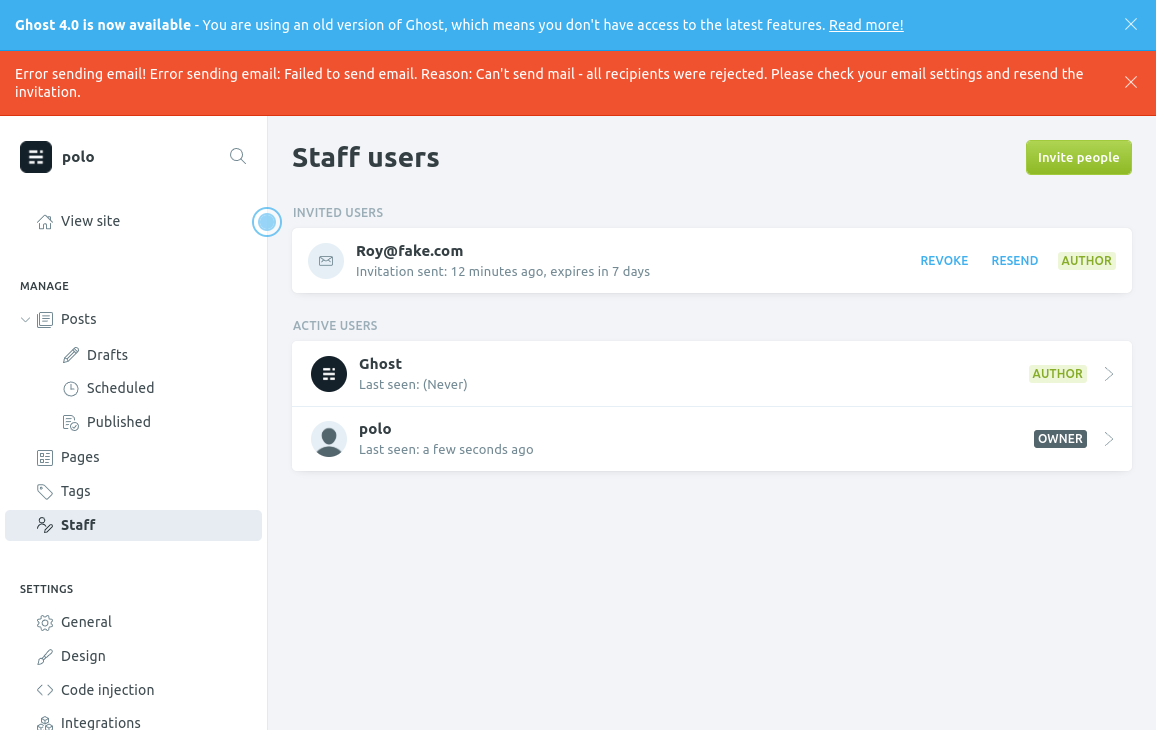 Ghost 4.0 is now available - You are using an old version of Ghost, which means you don't have access to the latest features. Read more!
Error sending email! Error sending email: Failed to send email. Reason: Can't send mail - all recipients were rejected. Please check your email settings and resend the
invitation.
polo
View site
MANAGE
Posts
Drafts
Scheduled
Published
Pages
Tags
Staff
SETTINGS
General
Design
Code injection
Integrations
Staff users
Invite people
INVITED USERS
Roy@fake.com
Invitation sent: 12 minutes ago, expires in 7 days
REVOKE RESEND AUTHOR
ACTIVE USERS
Ghost
Last seen: (Never)
AUTHOR
polo
Last seen: a few seconds ago
OWNER